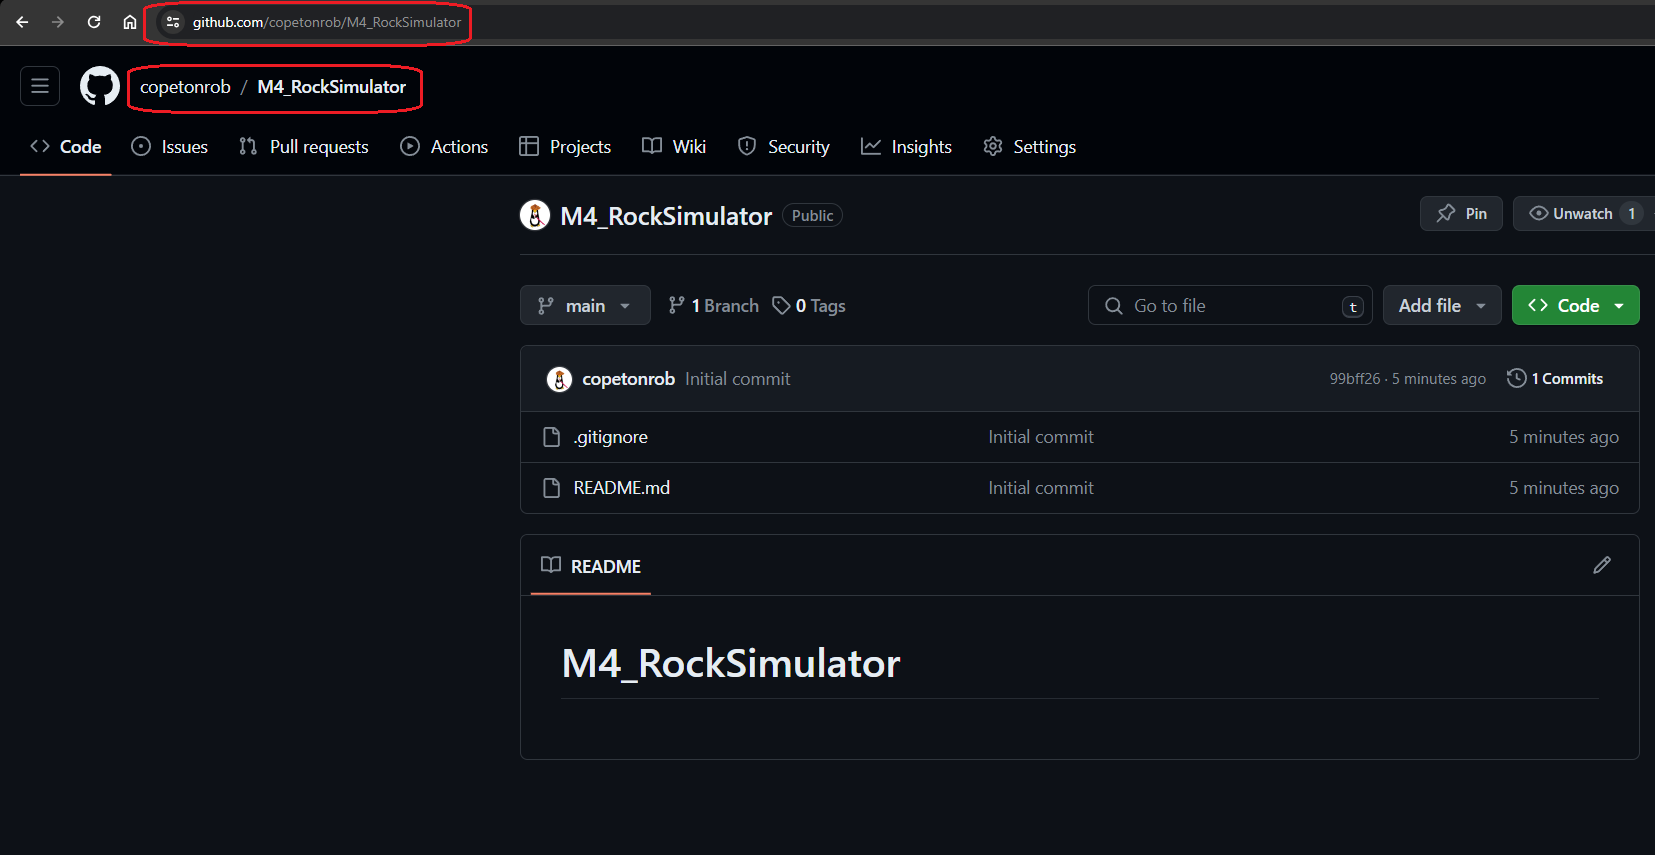 github.com/copetonrob/M4_RockSimulator
copetonrob / M4_RockSimulator
Code Issues Pull requests Actions Projects Wiki Security Insights Settings
M4_RockSimulator Public Pin Unwatch 1
main 1 Branch 0 Tags Go to file t Add file Code
copetonrob Initial commit 99bff26 · 5 minutes ago 1 Commits
.gitignore Initial commit 5 minutes ago
README.md Initial commit 5 minutes ago
README
M4_RockSimulator